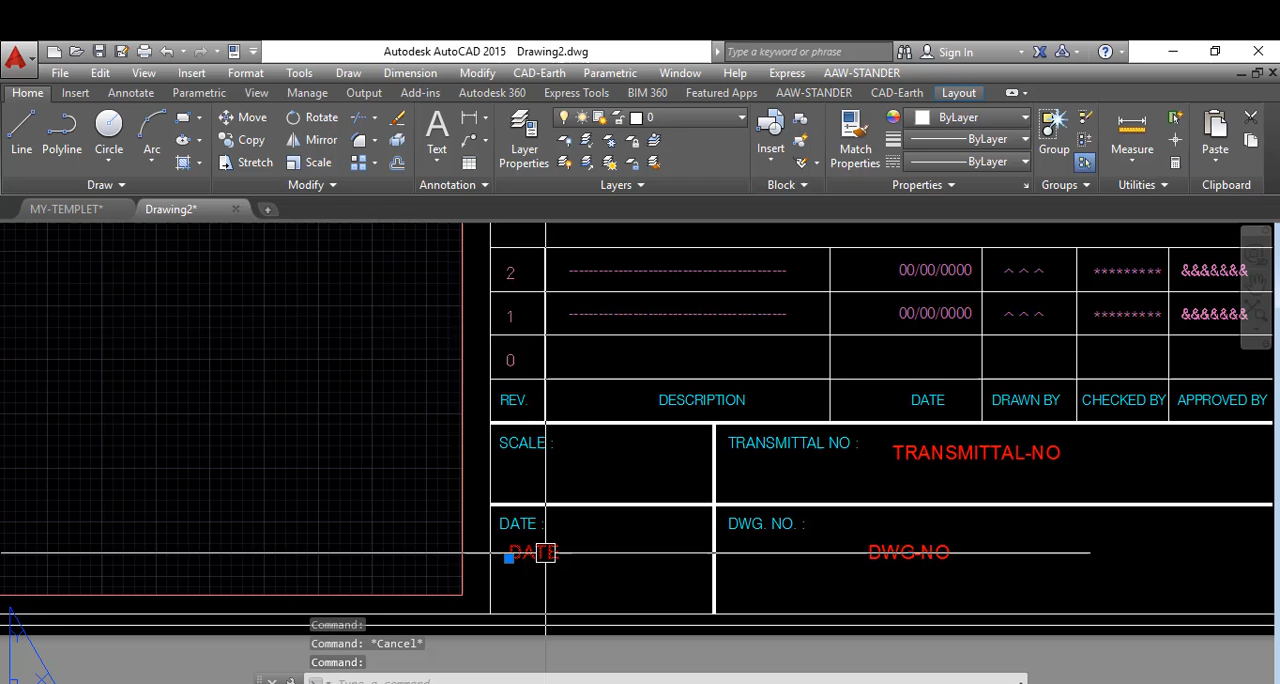 Autodesk AutoCAD 2015 Drawing2.dwg
Type a keyword or phrase
Sign In
File Edit View Insert Format Tools Draw Dimension Modify CAD-Earth Parametric Window Help Express AAW-STANDER
Home Insert Annotate Parametric View Manage Output Add-ins Autodesk 360 Express Tools BIM 360 Featured Apps AAW-STANDER CAD-Earth Layout
Move Rotate 0 ByLayer
Copy Mirror ByLayer
Stretch Scale ByLayer
Line Polyline Circle Arc Text Layer Properties Insert Match Properties Group Measure Paste
Draw Modify Annotation Layers Block Properties Groups Utilities Clipboard
MY-TEMPLET* Drawing2*
2 ------------------------------------------ 00/00/0000 ^ ^ ^ ********* &&&&&&&
1 ------------------------------------------ 00/00/0000 ^ ^ ^ ********* &&&&&&&
0
REV. DESCRIPTION DATE DRAWN BY CHECKED BY APPROVED BY
SCALE : TRANSMITTAL NO :
TRANSMITTAL-NO
DATE : DWG. NO. :
DATE DWG-NO
Command:
Command: *Cancel*
Command:
Type a command